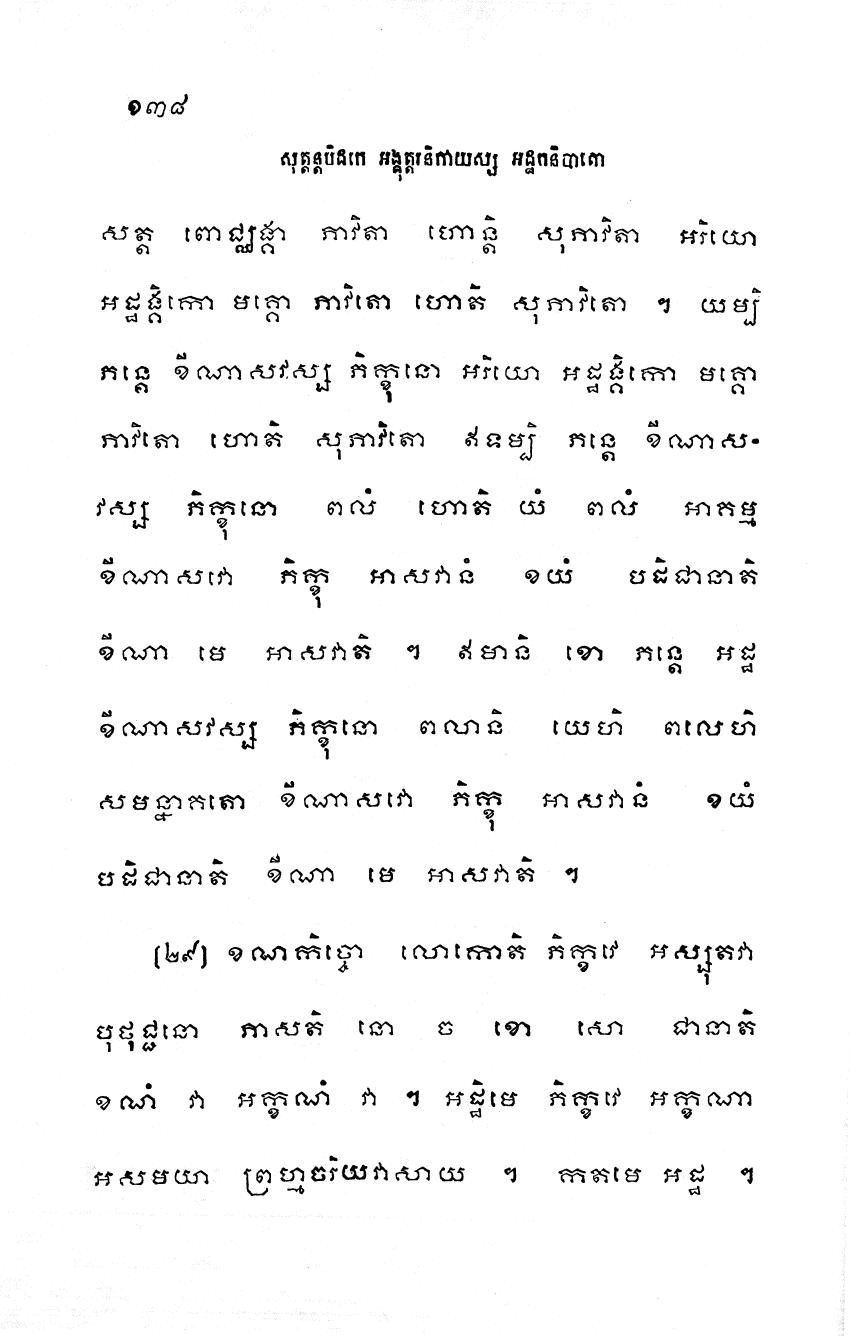 ១៣៨
សុត្តន្តបិដកេ អង្គុត្តរនិកាយស្ស អដ្ឋកនិបាតោ
សត្ត ពោជ្ឈង្គា ភាវិតា ហោន្តិ សុភាវិតា អរិយោ
អដ្ឋង្គិកោ មគ្គោ ភាវិតោ ហោតិ សុភាវិតោ ។ យម្បិ
ភន្តេ ខីណាសវស្ស ភិក្ខុនោ អរិយោ អដ្ឋង្គិកោ មគ្គោ
ភាវិតោ ហោតិ សុភាវិតោ ឥទម្បិ ភន្តេ ខីណាស-
វស្ស ភិក្ខុនោ ពលំ ហោតិ យំ ពលំ អាគម្ម
ខីណាសវោ ភិក្ខុ អាសវានំ ខយំ បដិជានាតិ
ខីណា មេ អាសវាតិ ។ ឥមានិ ខោ ភន្តេ អដ្ឋ
ខីណាសវស្ស ភិក្ខុនោ ពលានិ យេហិ ពលេហិ
សមន្នាគតោ ខីណាសវោ ភិក្ខុ អាសវានំ ខយំ
បដិជានាតិ ខីណា មេ អាសវាតិ ។
[២៩] ខណកិច្ចោ លោកោតិ ភិក្ខវេ អស្សុតវា
បុថុជ្ជនោ ភាសតិ នោ ច ខោ សោ ជានាតិ
ខណំ វា អក្ខណំ វា ។ អដ្ឋិមេ ភិក្ខវេ អក្ខណា
អសមយា ព្រហ្មចរិយវាសាយ ។ កតមេ អដ្ឋ ។